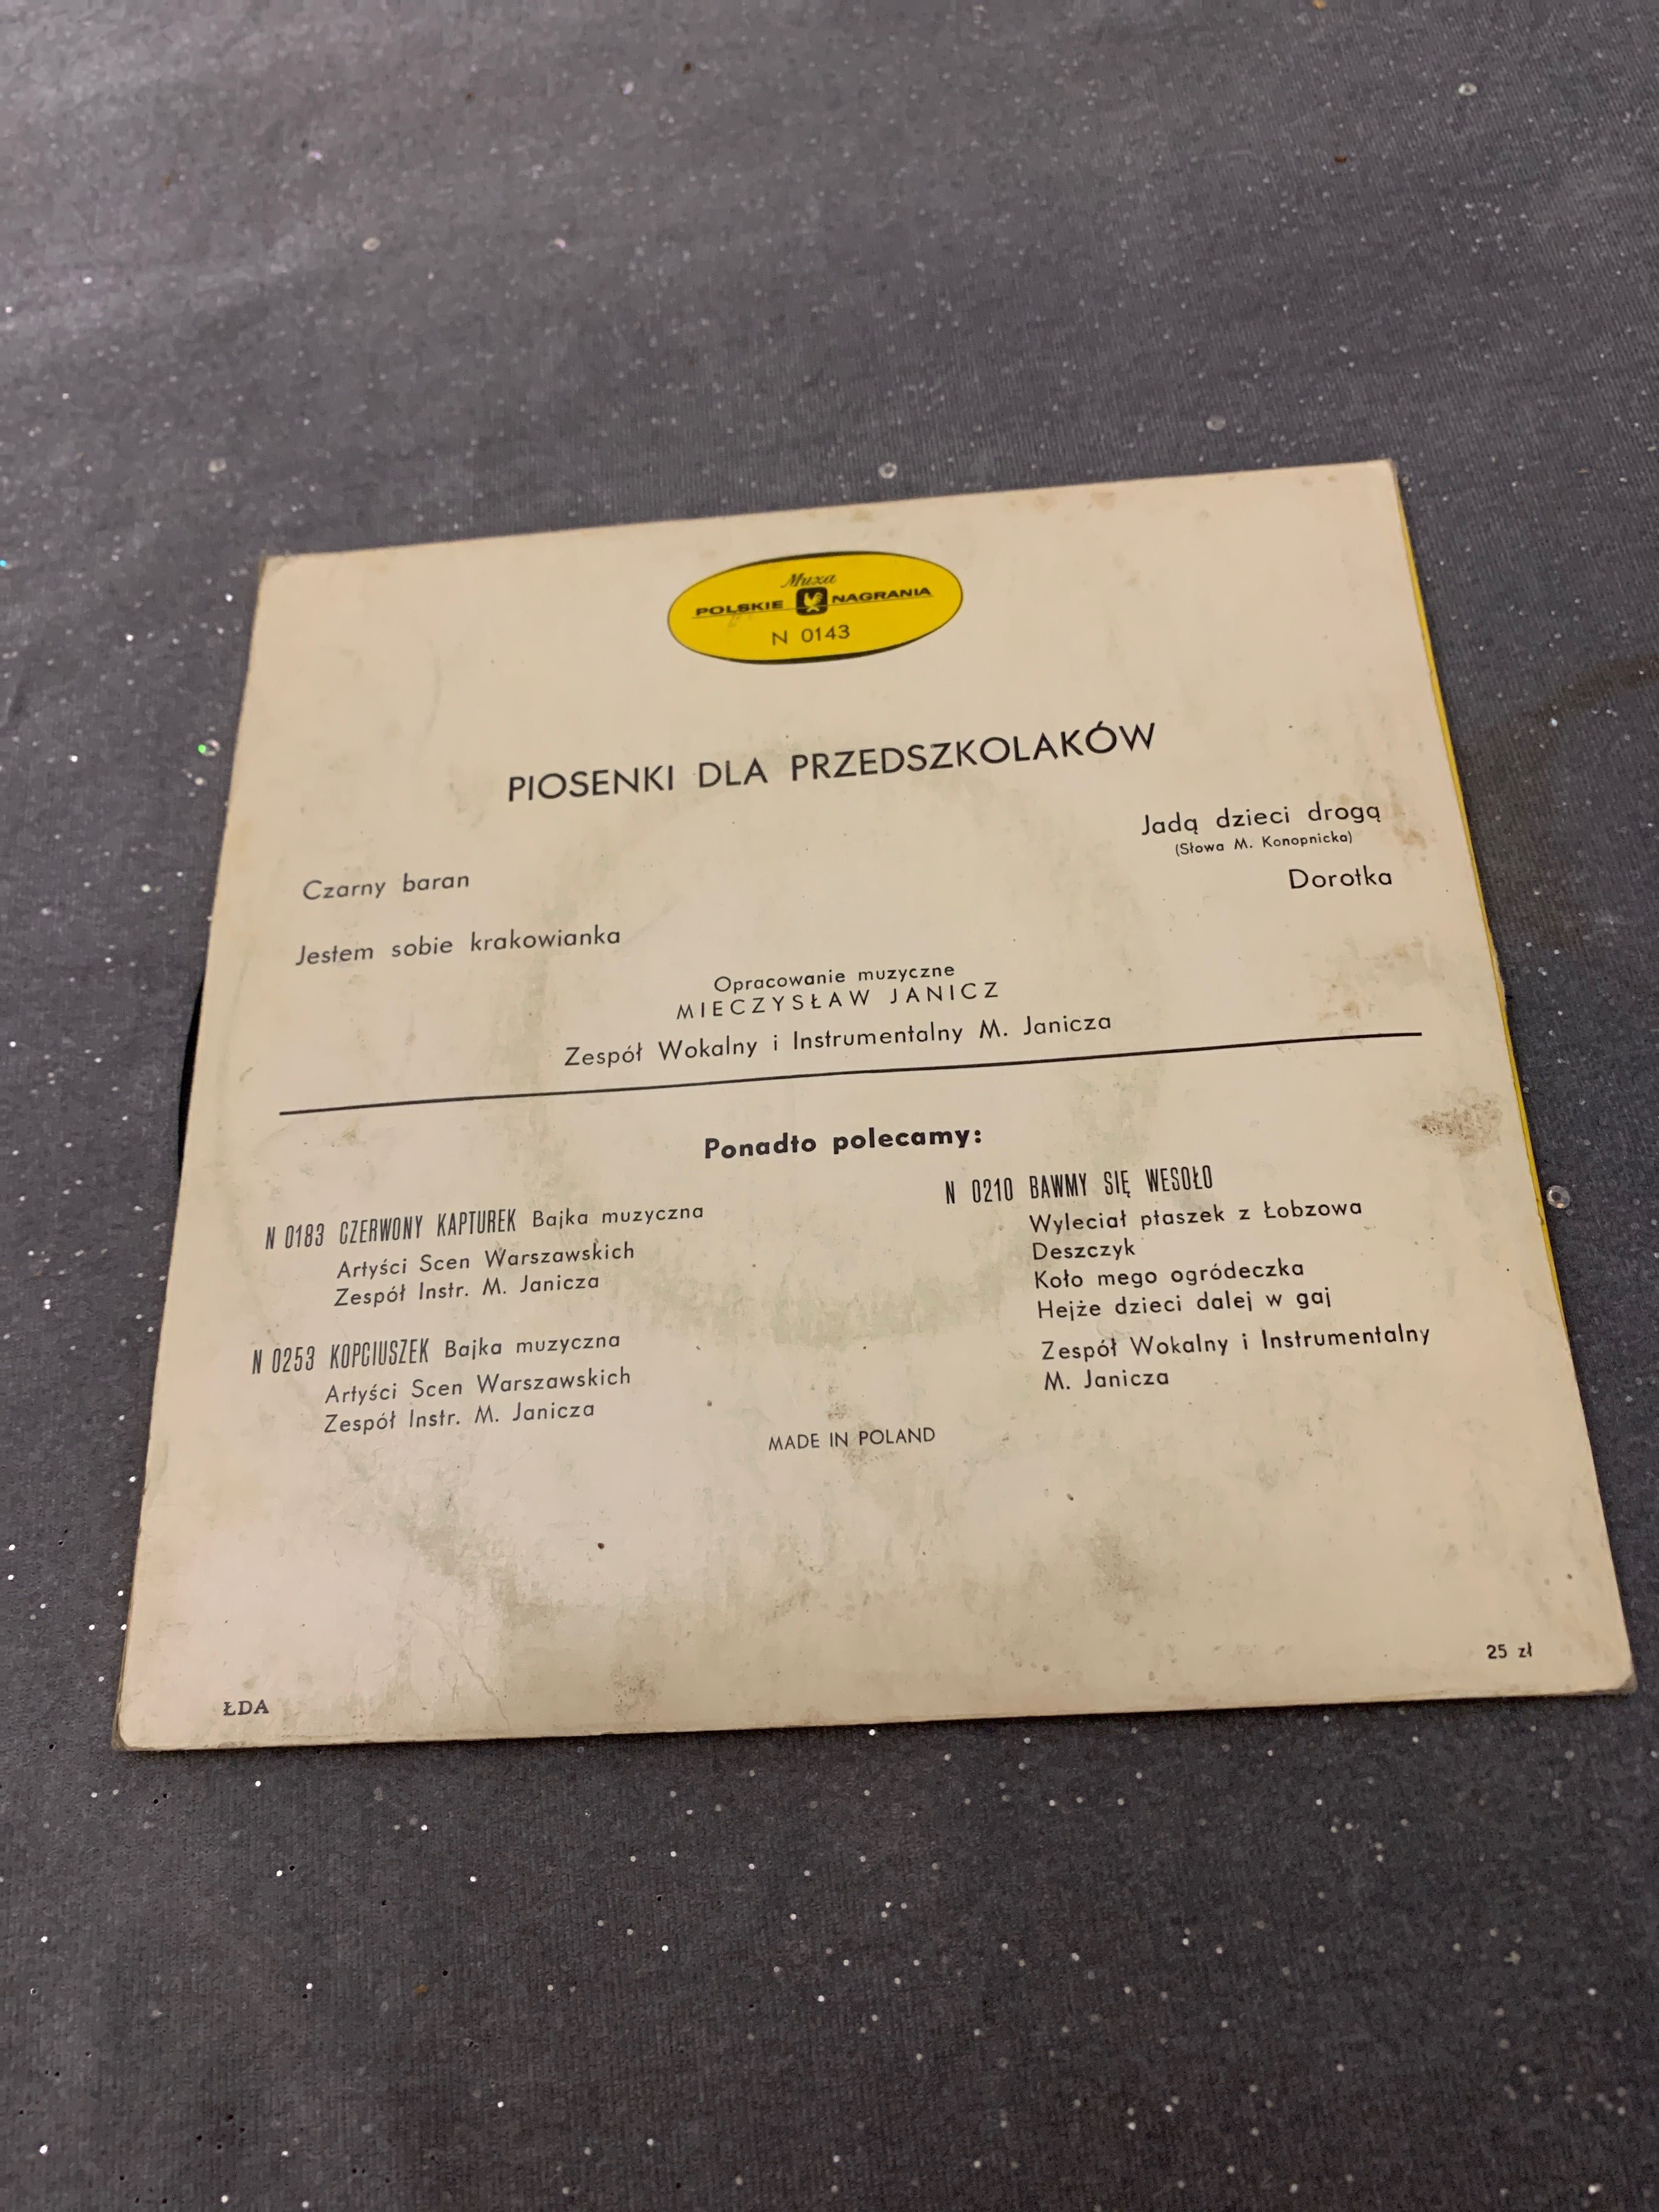 Muza
POLSKIE NAGRANIA
N 0143
PIOSENKI DLA PRZEDSZKOLAKÓW
Czarny baran
Jestem sobie krakowianka
Jadą dzieci drogą
(Słowa M. Konopnicka)
Dorotka
Opracowanie muzyczne
MIECZYSŁAW JANICZ
Zespół Wokalny i Instrumentalny M. Janicza
Ponadto polecamy:
N 0183 CZERWONY KAPTUREK Bajka muzyczna
Artyści Scen Warszawskich
Zespół Instr. M. Janicza
N 0253 KOPCIUSZEK Bajka muzyczna
Artyści Scen Warszawskich
Zespół Instr. M. Janicza
N 0210 BAWMY SIĘ WESOŁO
Wyleciał ptaszek z Łobzowa
Deszczyk
Koło mego ogródeczka
Hejże dzieci dalej w gaj
Zespół Wokalny i Instrumentalny
M. Janicza
MADE IN POLAND
ŁDA
25 zł